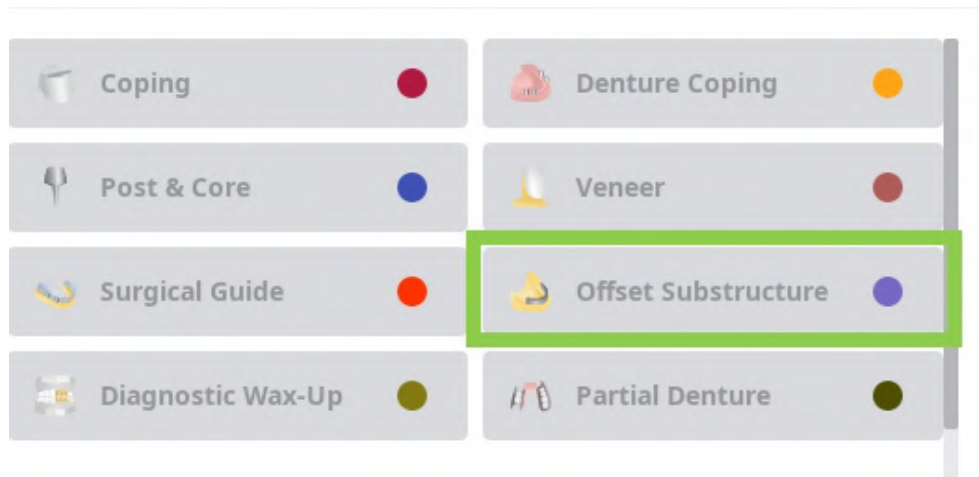 Coping
Denture Coping
Post & Core
Veneer
Surgical Guide
Offset Substructure
Diagnostic Wax-Up
Partial Denture